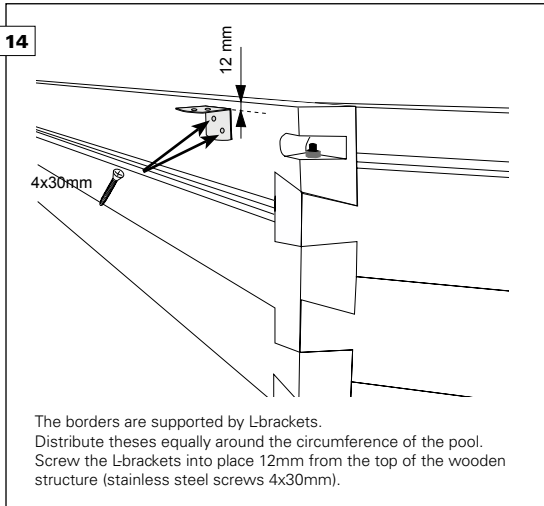 14
12 mm
4x30mm
The borders are supported by L-brackets.
Distribute theses equally around the circumference of the pool.
Screw the L-brackets into place 12mm from the top of the wooden
structure (stainless steel screws 4x30mm).